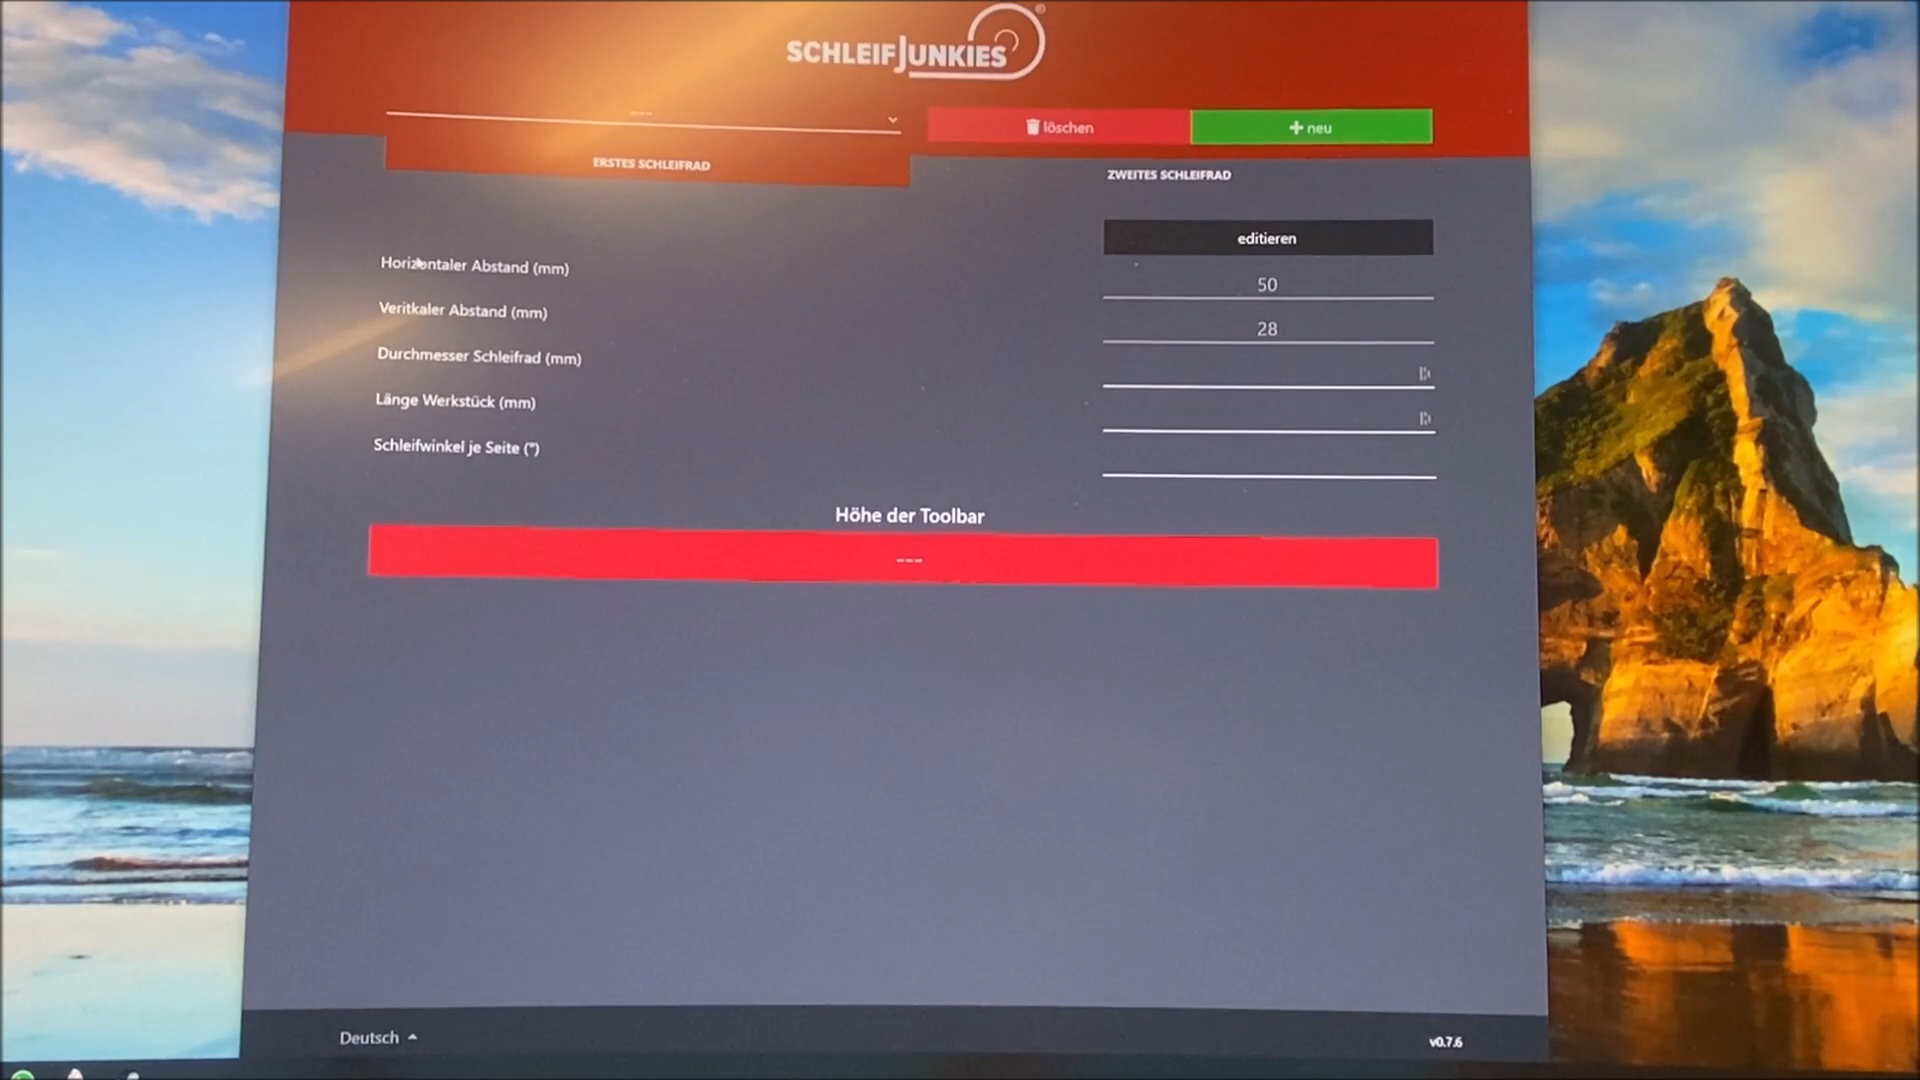 SCHLEIFJUNKIES ®
---
löschen
neu
ERSTES SCHLEIFRAD
ZWEITES SCHLEIFRAD
editieren
Horizontaler Abstand (mm)
50
Veritkaler Abstand (mm)
28
Durchmesser Schleifrad (mm)
Länge Werkstück (mm)
Schleifwinkel je Seite (°)
Höhe der Toolbar
---
Deutsch
v0.7.6